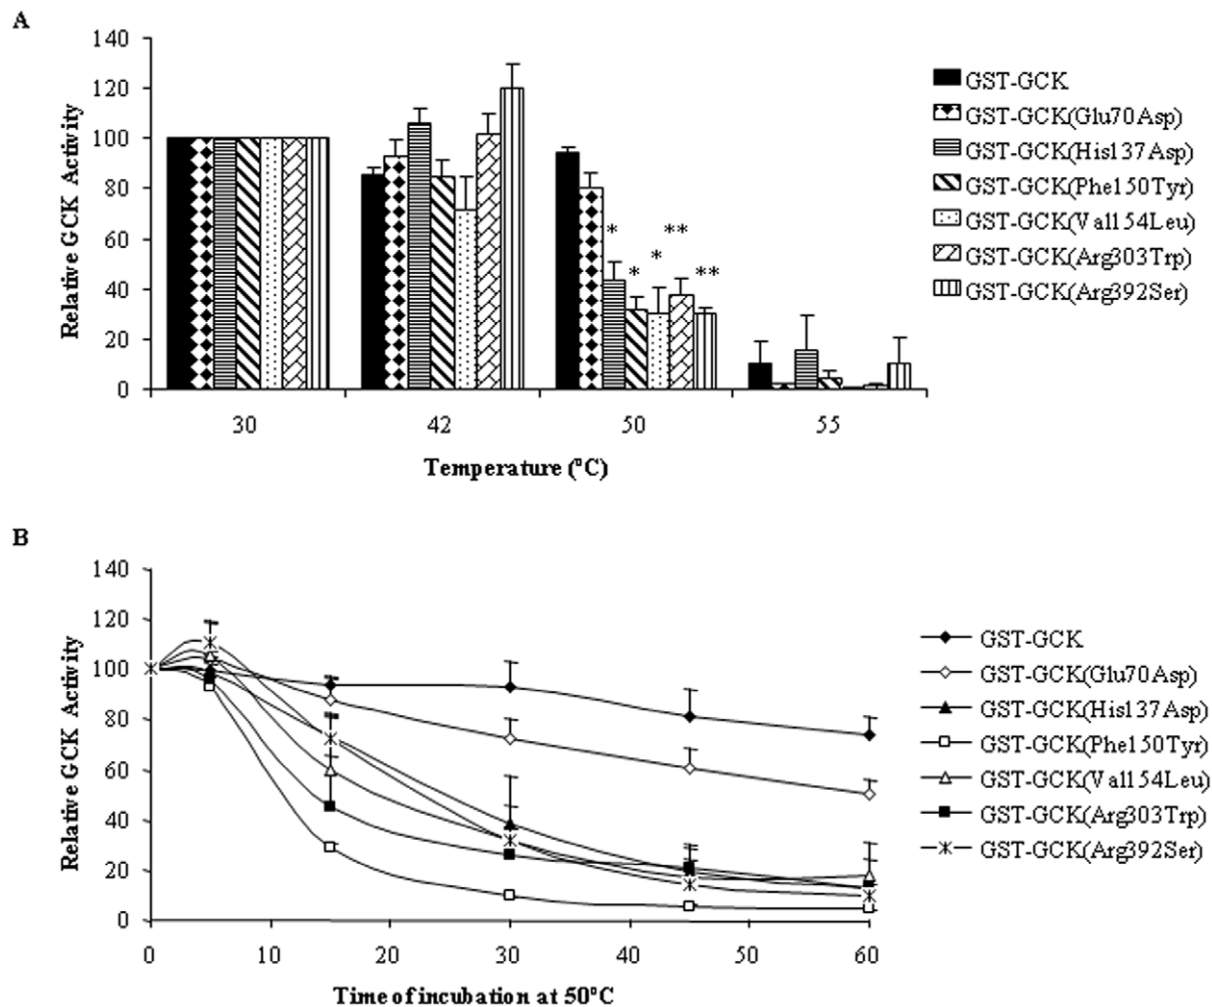 A
140
120
100
80
60
40
20
0
Relative GCK Activity
* * * ** **
30 42 50 55
Temperature (ºC)
GST-GCK
GST-GCK(Glu70Asp)
GST-GCK(His137Asp)
GST-GCK(Phe150Tyr)
GST-GCK(Val154Leu)
GST-GCK(Arg303Trp)
GST-GCK(Arg392Ser)
B
140
120
100
80
60
40
20
0
Relative GCK Activity
0 10 20 30 40 50 60
Time of incubation at 50ºC
GST-GCK
GST-GCK(Glu70Asp)
GST-GCK(His137Asp)
GST-GCK(Phe150Tyr)
GST-GCK(Val154Leu)
GST-GCK(Arg303Trp)
GST-GCK(Arg392Ser)